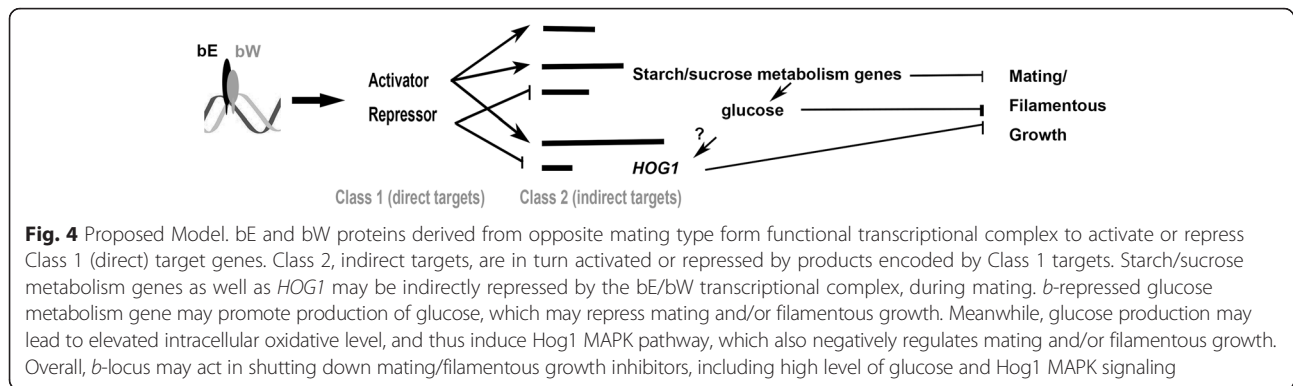 bE bW
Activator
Repressor
Starch/sucrose metabolism genes
glucose
?
HOG1
Mating/
Filamentous
Growth
Class 1 (direct targets) Class 2 (indirect targets)
Fig. 4 Proposed Model. bE and bW proteins derived from opposite mating type form functional transcriptional complex to activate or repress
Class 1 (direct) target genes. Class 2, indirect targets, are in turn activated or repressed by products encoded by Class 1 targets. Starch/sucrose
metabolism genes as well as HOG1 may be indirectly repressed by the bE/bW transcriptional complex, during mating. b-repressed glucose
metabolism gene may promote production of glucose, which may repress mating and/or filamentous growth. Meanwhile, glucose production may
lead to elevated intracellular oxidative level, and thus induce Hog1 MAPK pathway, which also negatively regulates mating and/or filamentous growth.
Overall, b-locus may act in shutting down mating/filamentous growth inhibitors, including high level of glucose and Hog1 MAPK signaling